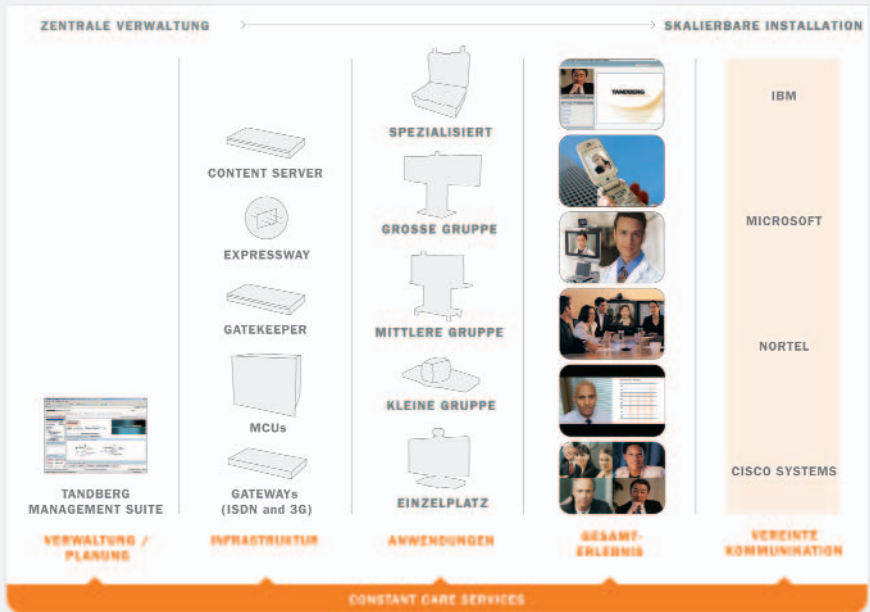 ZENTRALE VERWALTUNG
SKALIERBARE INSTALLATION
TANDBERG
MANAGEMENT SUITE
VERWALTUNG /
PLANUNG
CONTENT SERVER
EXPRESSWAY
GATEKEEPER
MCUs
GATEWAYs
(ISDN and 3G)
INFRASTRUKTUR
SPEZIALISIERT
GROSSE GRUPPE
MITTLERE GRUPPE
KLEINE GRUPPE
EINZELPLATZ
ANWENDUNGEN
TANDBERG
GESAMT-
ERLEBNIS
IBM
MICROSOFT
NORTEL
CISCO SYSTEMS
VEREINTE
KOMMUNIKATION
CONSTANT CARE SERVICES